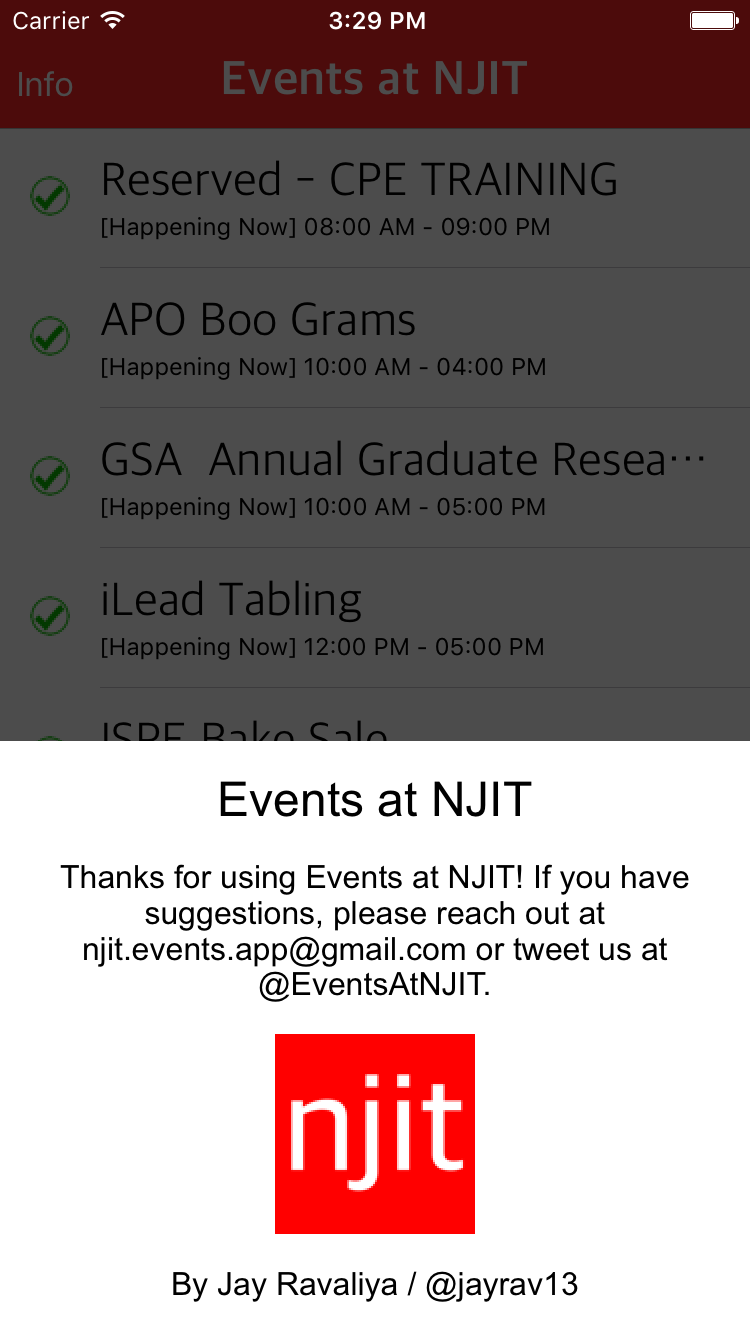 Carrier 3:29 PM
Info Events at NJIT
Reserved - CPE TRAINING
[Happening Now] 08:00 AM - 09:00 PM
APO Boo Grams
[Happening Now] 10:00 AM - 04:00 PM
GSA  Annual Graduate Resea···
[Happening Now] 10:00 AM - 05:00 PM
iLead Tabling
[Happening Now] 12:00 PM - 05:00 PM
ISPE Bake Sale
Events at NJIT
Thanks for using Events at NJIT! If you have
suggestions, please reach out at
njit.events.app@gmail.com or tweet us at
@EventsAtNJIT.
njit
By Jay Ravaliya / @jayrav13